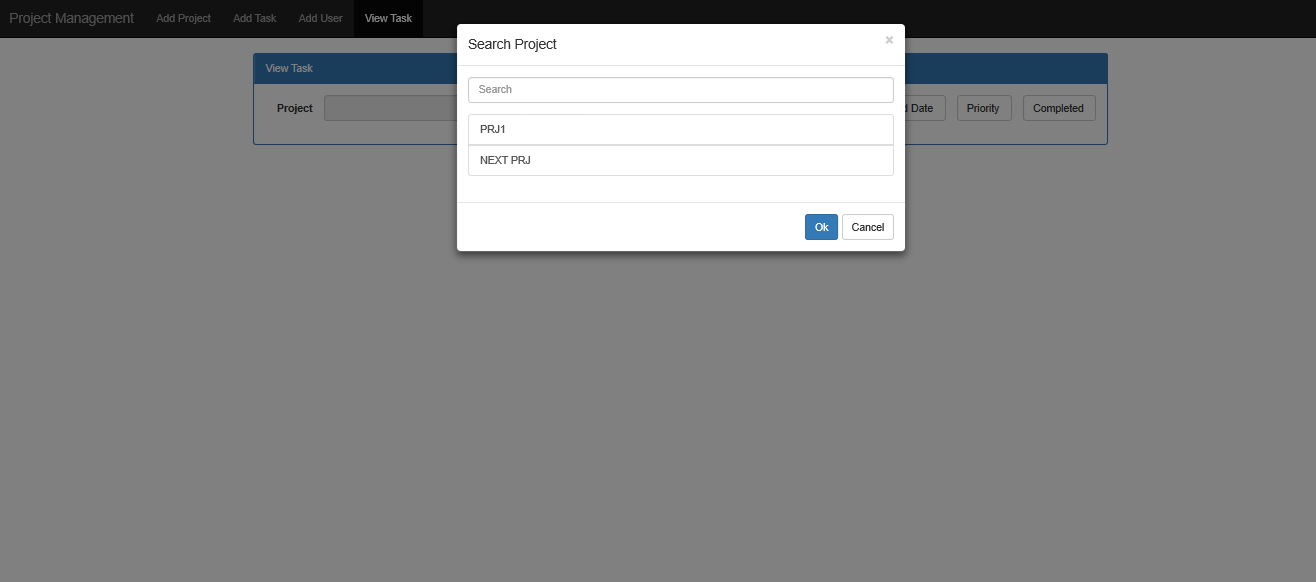 Project Management Add Project Add Task Add User View Task
Search Project ×
View Task
Search
Project Date Priority Completed
PRJ1
NEXT PRJ
Ok Cancel